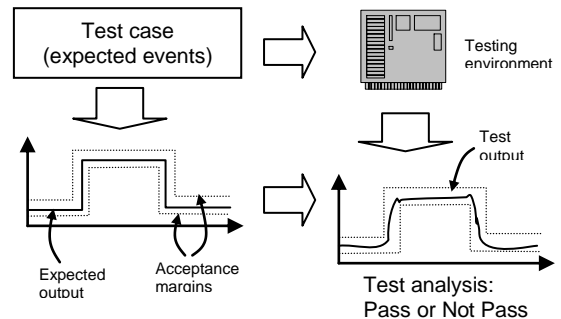 Test case
(expected events)
Testing
environment
Test
output
Expected
output
Acceptance
margins
Test analysis:
Pass or Not Pass